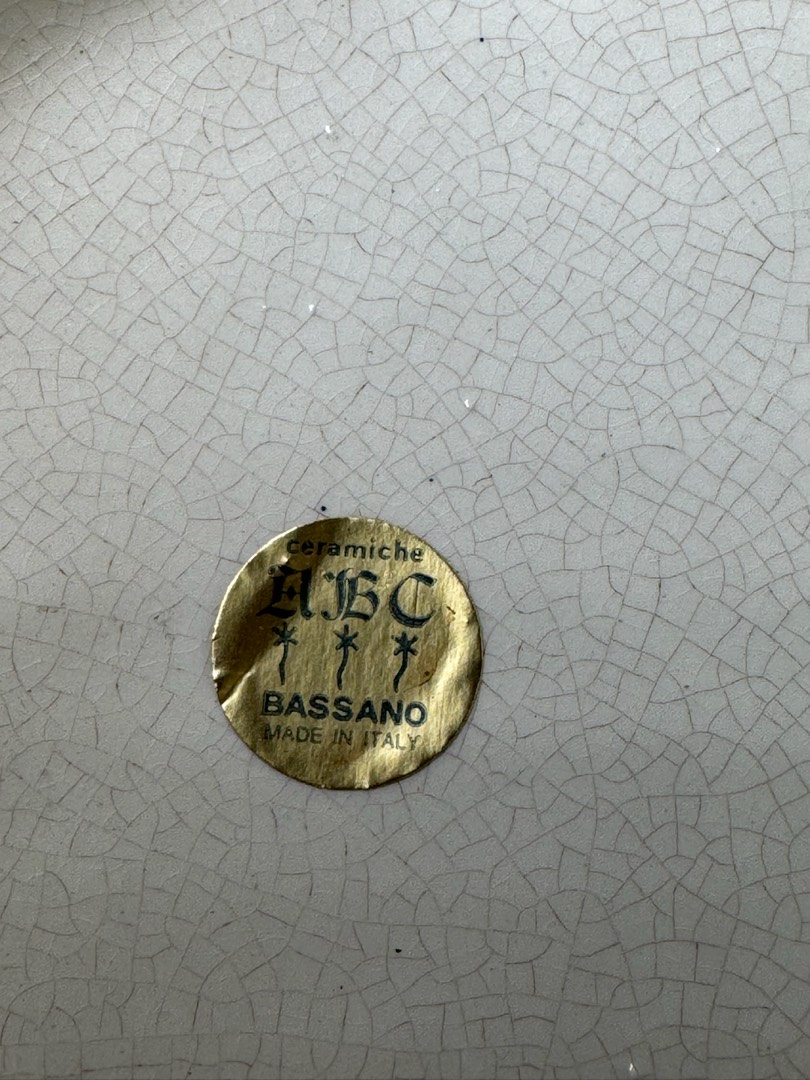 ceramiche
ABC
BASSANO
MADE IN ITALY